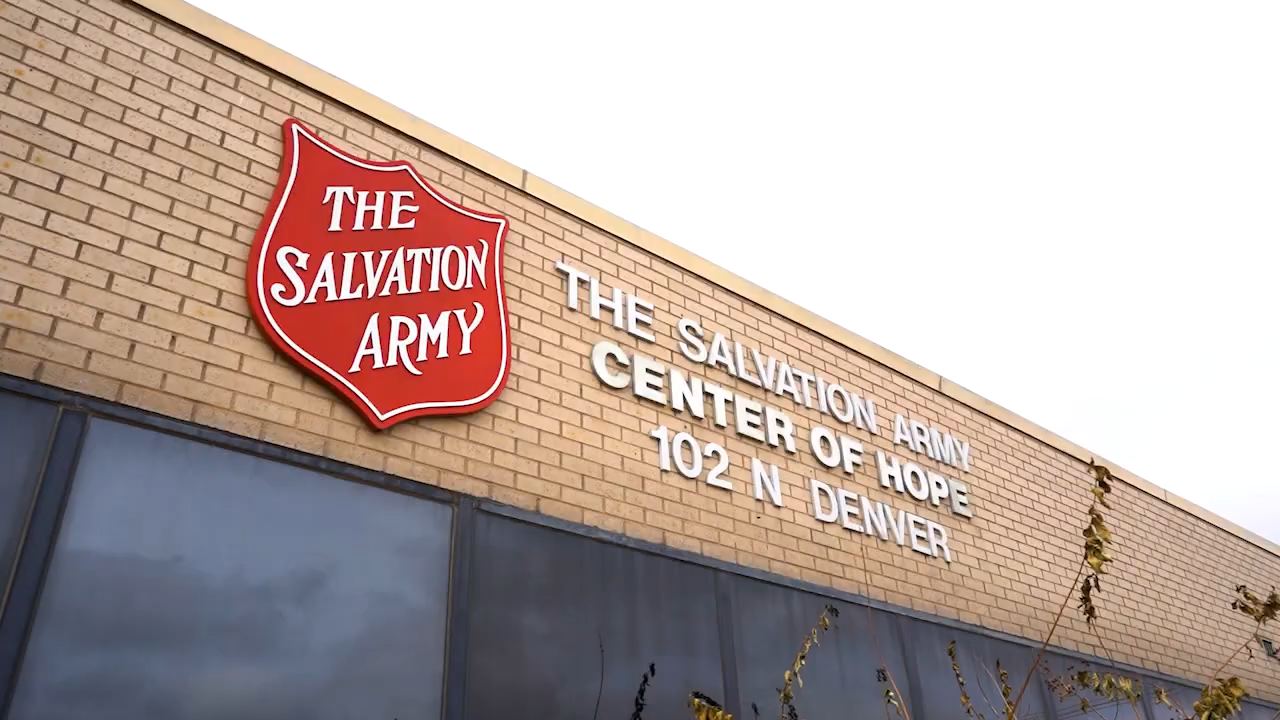 THE
SALVATION
ARMY
THE SALVATION ARMY
CENTER OF HOPE
102 N DENVER